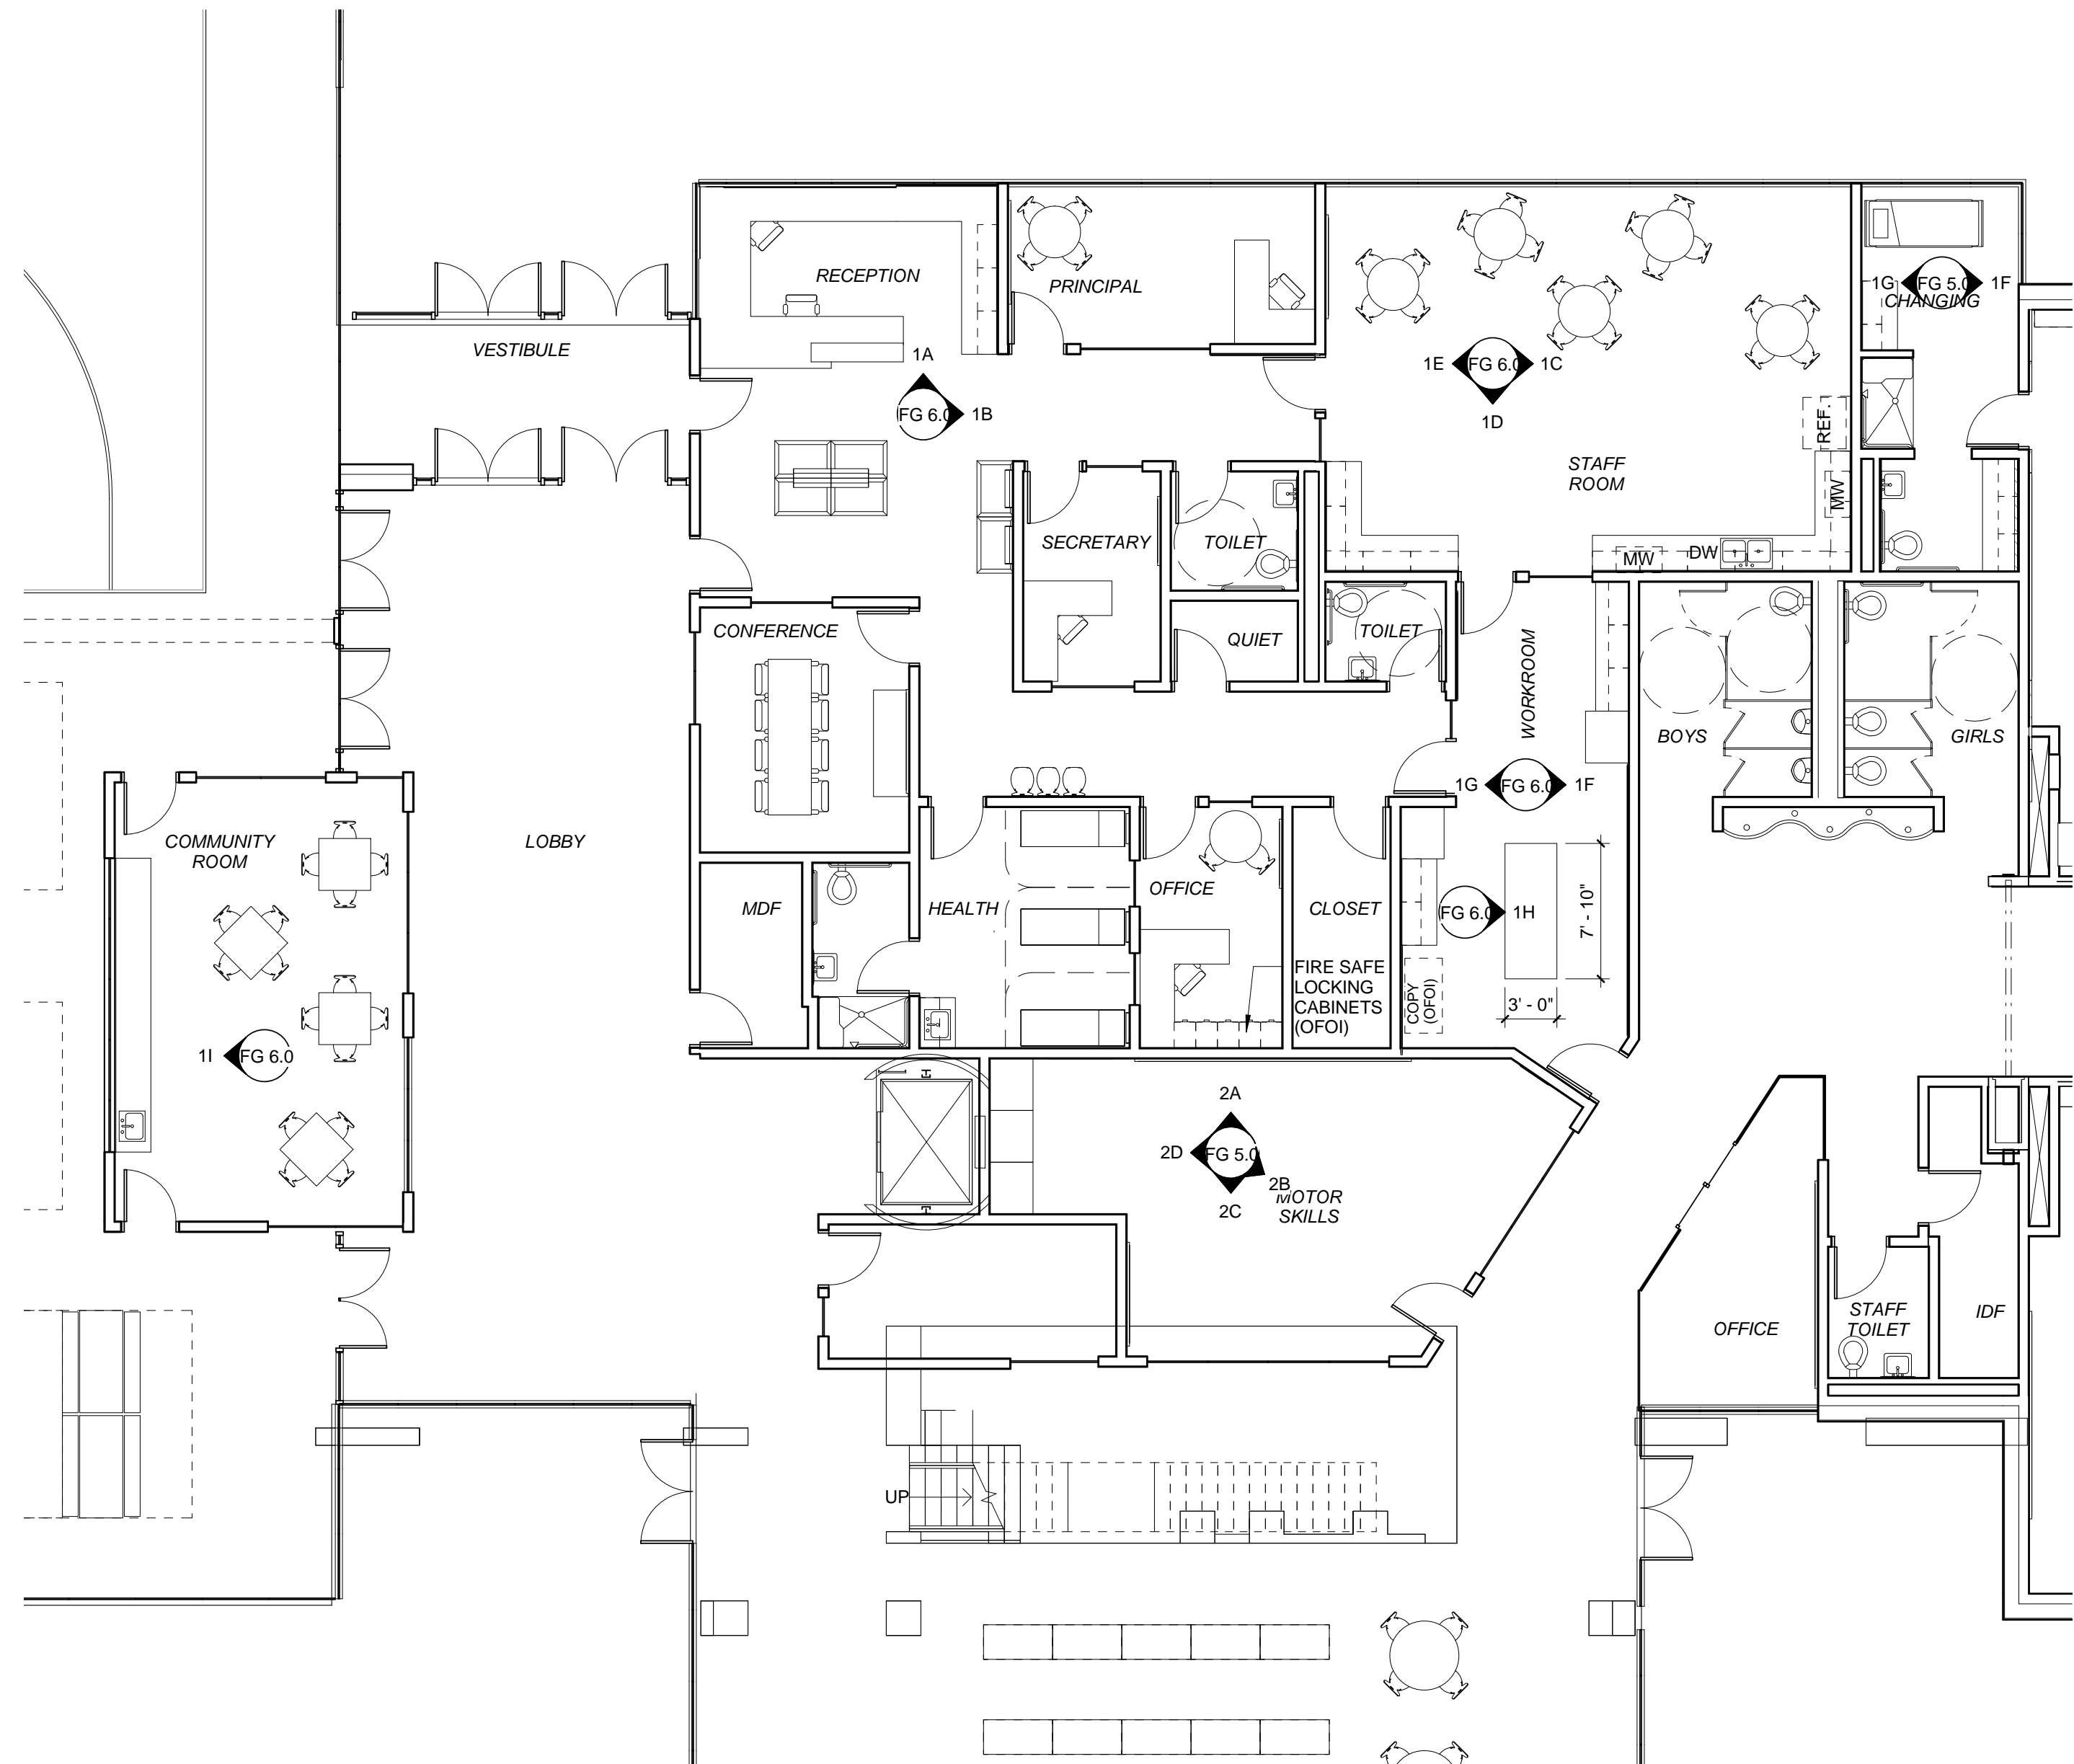 RECEPTION
PRINCIPAL
1G
FG 5.0
1F
CHANGING
VESTIBULE
1A
FG 6.0
1B
1E
FG 6.0
1C
1D
REF.
STAFF
ROOM
MW
SECRETARY
TOILET
MW
DW
CONFERENCE
QUIET
TOILET
WORKROOM
BOYS
GIRLS
1G
FG 6.0
1F
COMMUNITY
ROOM
LOBBY
MDF
HEALTH
OFFICE
CLOSET
FG 6.0
1H
7' - 10"
FIRE SAFE
LOCKING
CABINETS
(OFOI)
COPY
(OFOI)
3' - 0"
1I
FG 6.0
2A
2D
FG 5.0
2B
2C
MOTOR
SKILLS
OFFICE
STAFF
TOILET
IDF
UP